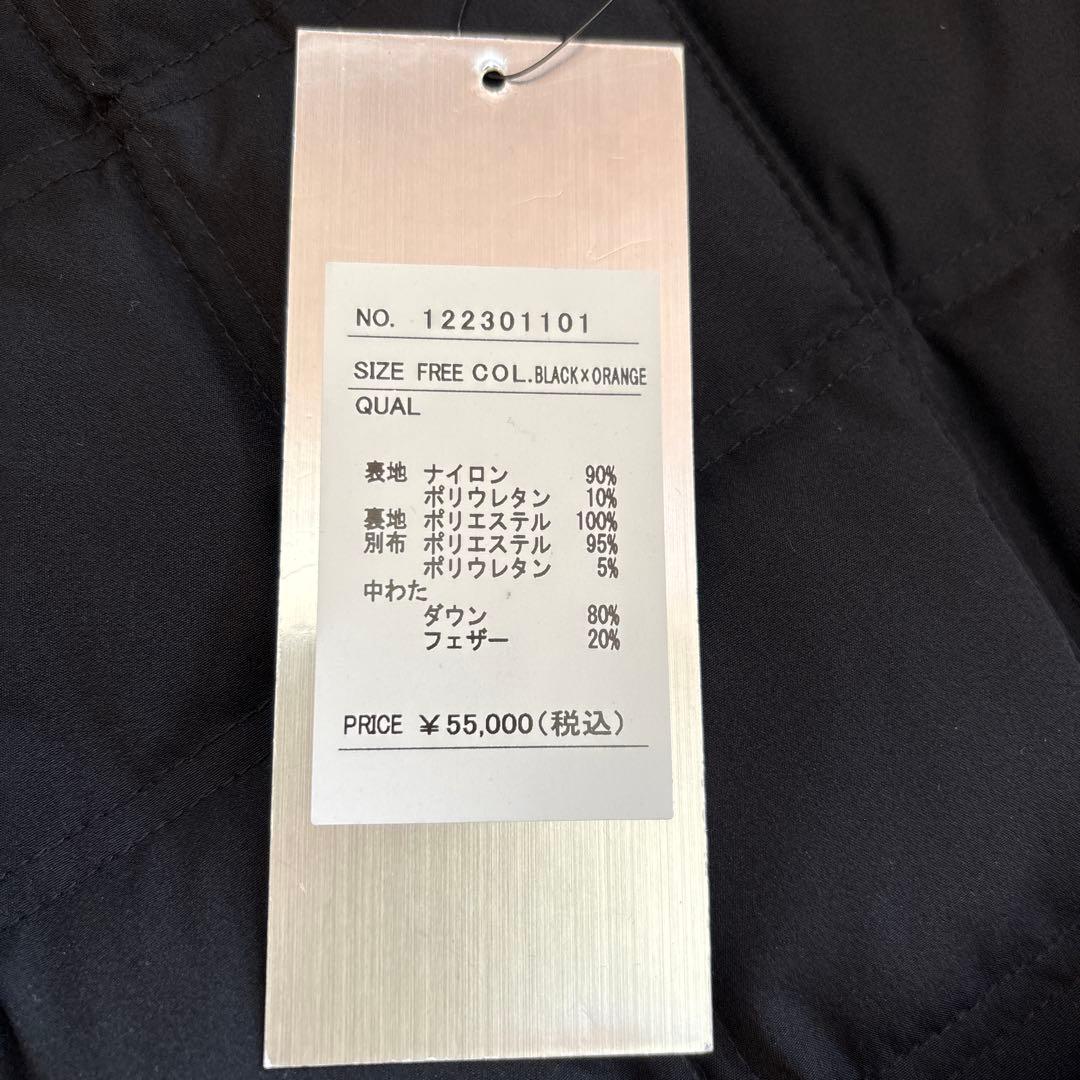 NO. 122301101
SIZE FREE COL.BLACK×ORANGE
QUAL
表地 ナイロン 90%
ポリウレタン 10%
裏地 ポリエステル 100%
別布 ポリエステル 95%
ポリウレタン 5%
中わた
ダウン 80%
フェザー 20%
PRICE ¥55,000(税込)